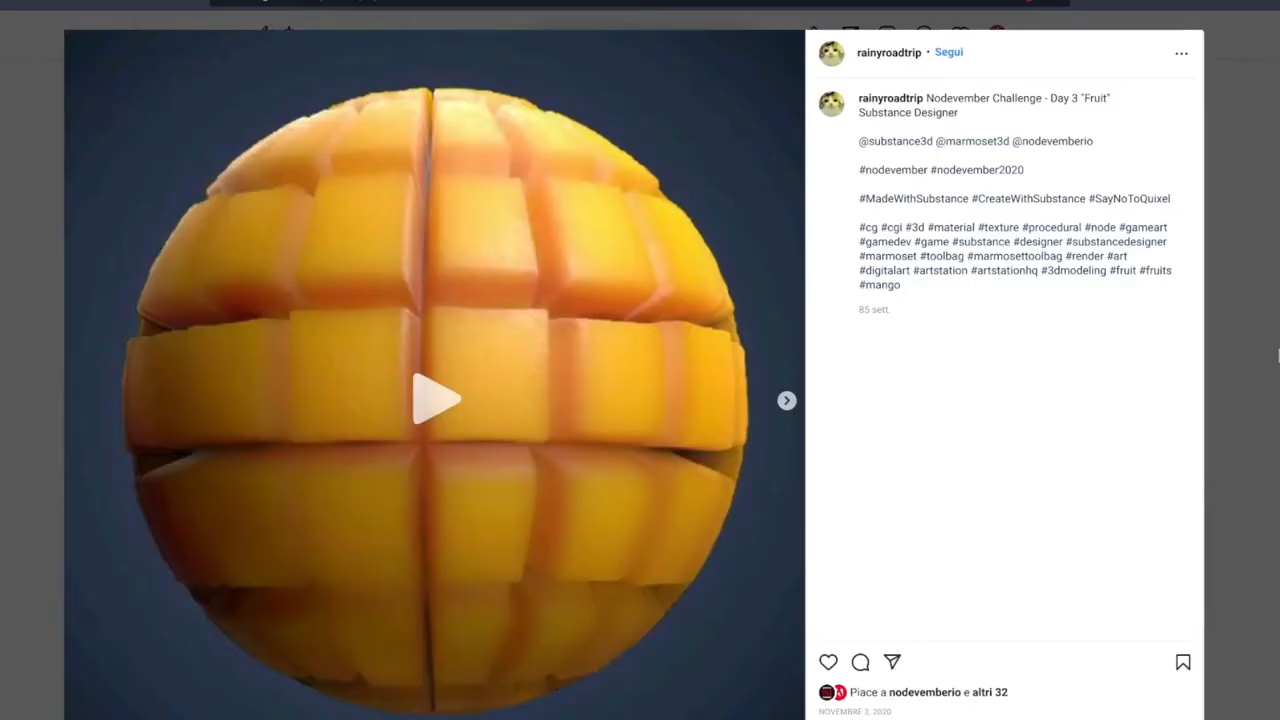 rainyroadtrip • Segui
rainyroadtrip Nodevember Challenge - Day 3 "Fruit"
Substance Designer
@substance3d @marmoset3d @nodevemberio
#nodevember #nodevember2020
#MadeWithSubstance #CreateWithSubstance #SayNoToQuixel
#cg #cgi #3d #material #texture #procedural #node #gameart
#gamedev #game #substance #designer #substancedesigner
#marmoset #toolbag #marmosettoolbag #render #art
#digitalart #artstation #artstationhq #3dmodeling #fruit #fruits
#mango
85 sett.
Piace a nodevemberio e altri 32
NOVEMBRE 3, 2020